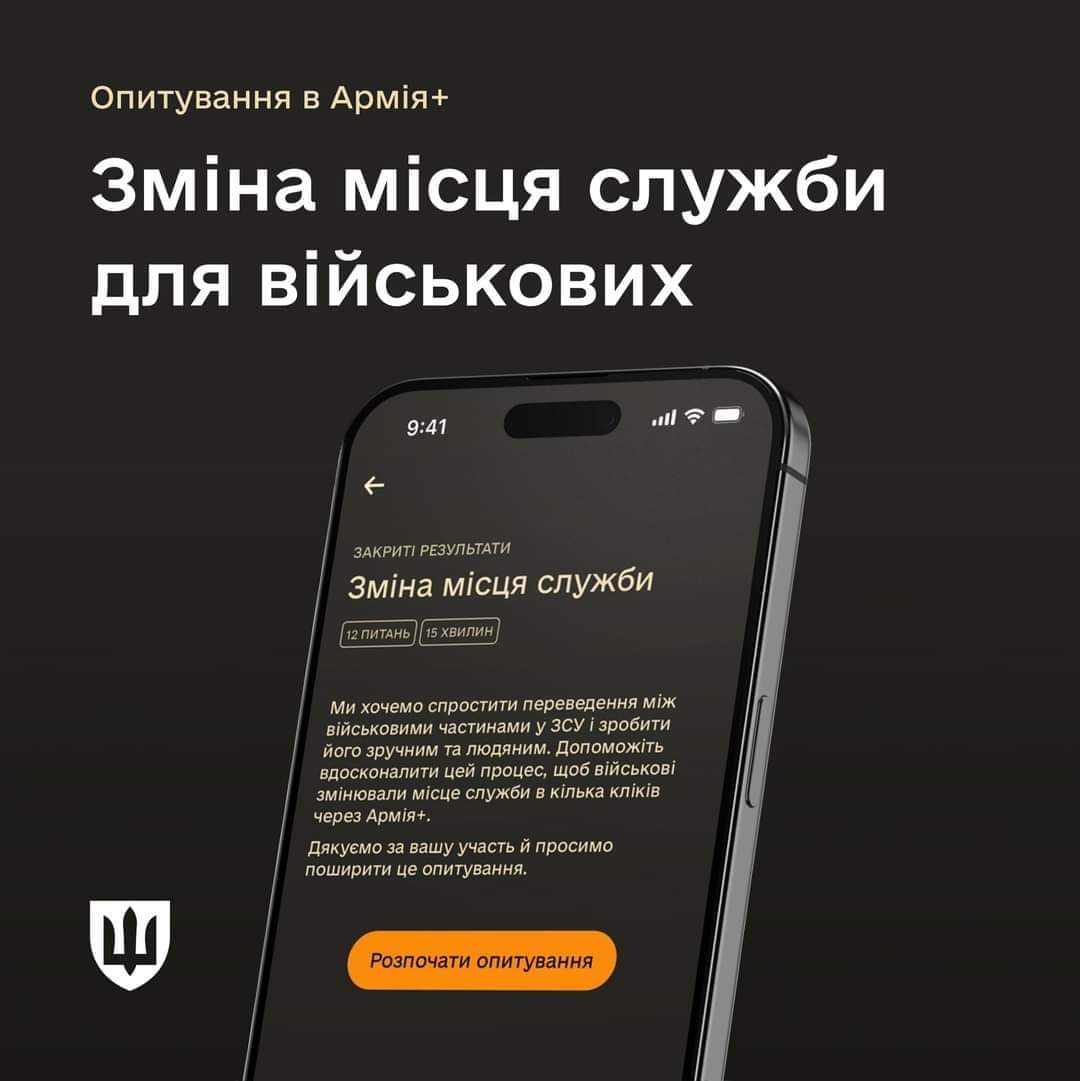 Опитування в Армія+
Зміна місця служби
для військових
9:41
ЗАКРИТІ РЕЗУЛЬТАТИ
Зміна місця служби
12 ПИТАНЬ 15 ХВИЛИН
Ми хочемо спростити переведення між
військовими частинами у ЗСУ і зробити
його зручним та людяним. Допоможіть
вдосконалити цей процес, щоб військові
змінювали місце служби в кілька кліків
через Армія+.
Дякуємо за вашу участь й просимо
поширити це опитування.
Розпочати опитування